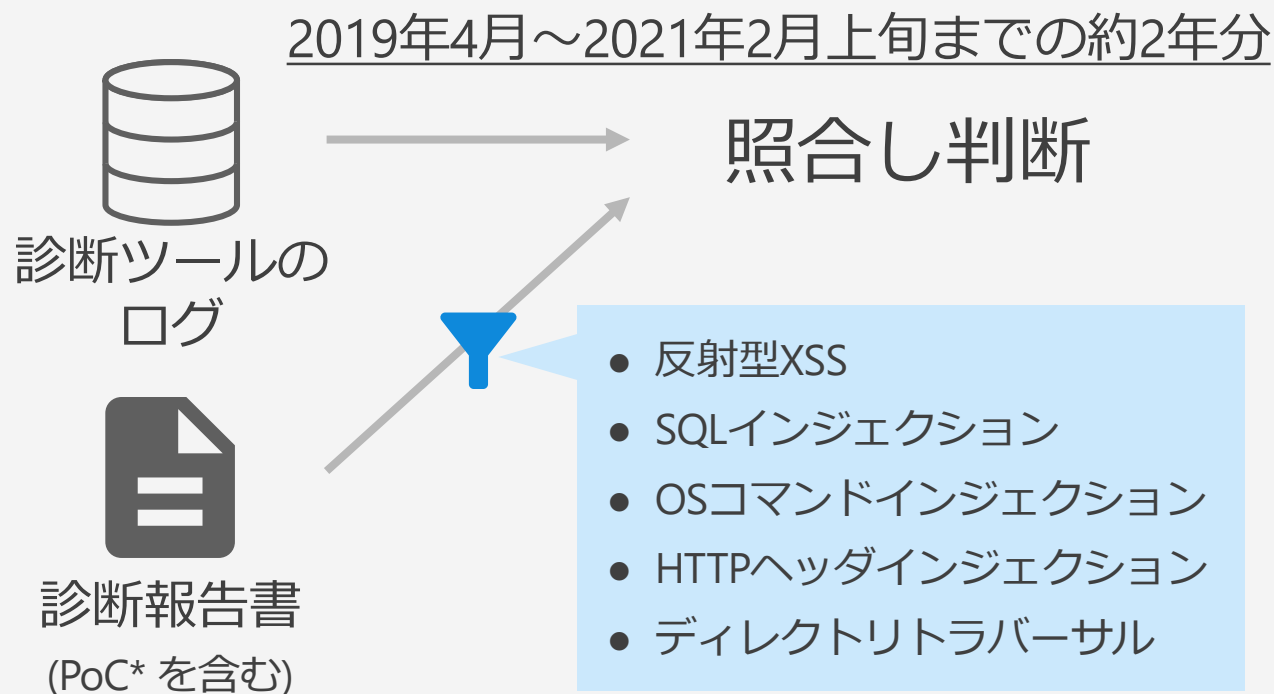 2019年4月～2021年2月上旬までの約2年分
照合し判断
診断ツールの
ログ
● 反射型XSS
● SQLインジェクション
● OSコマンドインジェクション
● HTTPヘッダインジェクション
● ディレクトリトラバーサル
診断報告書
(PoC* を含む)